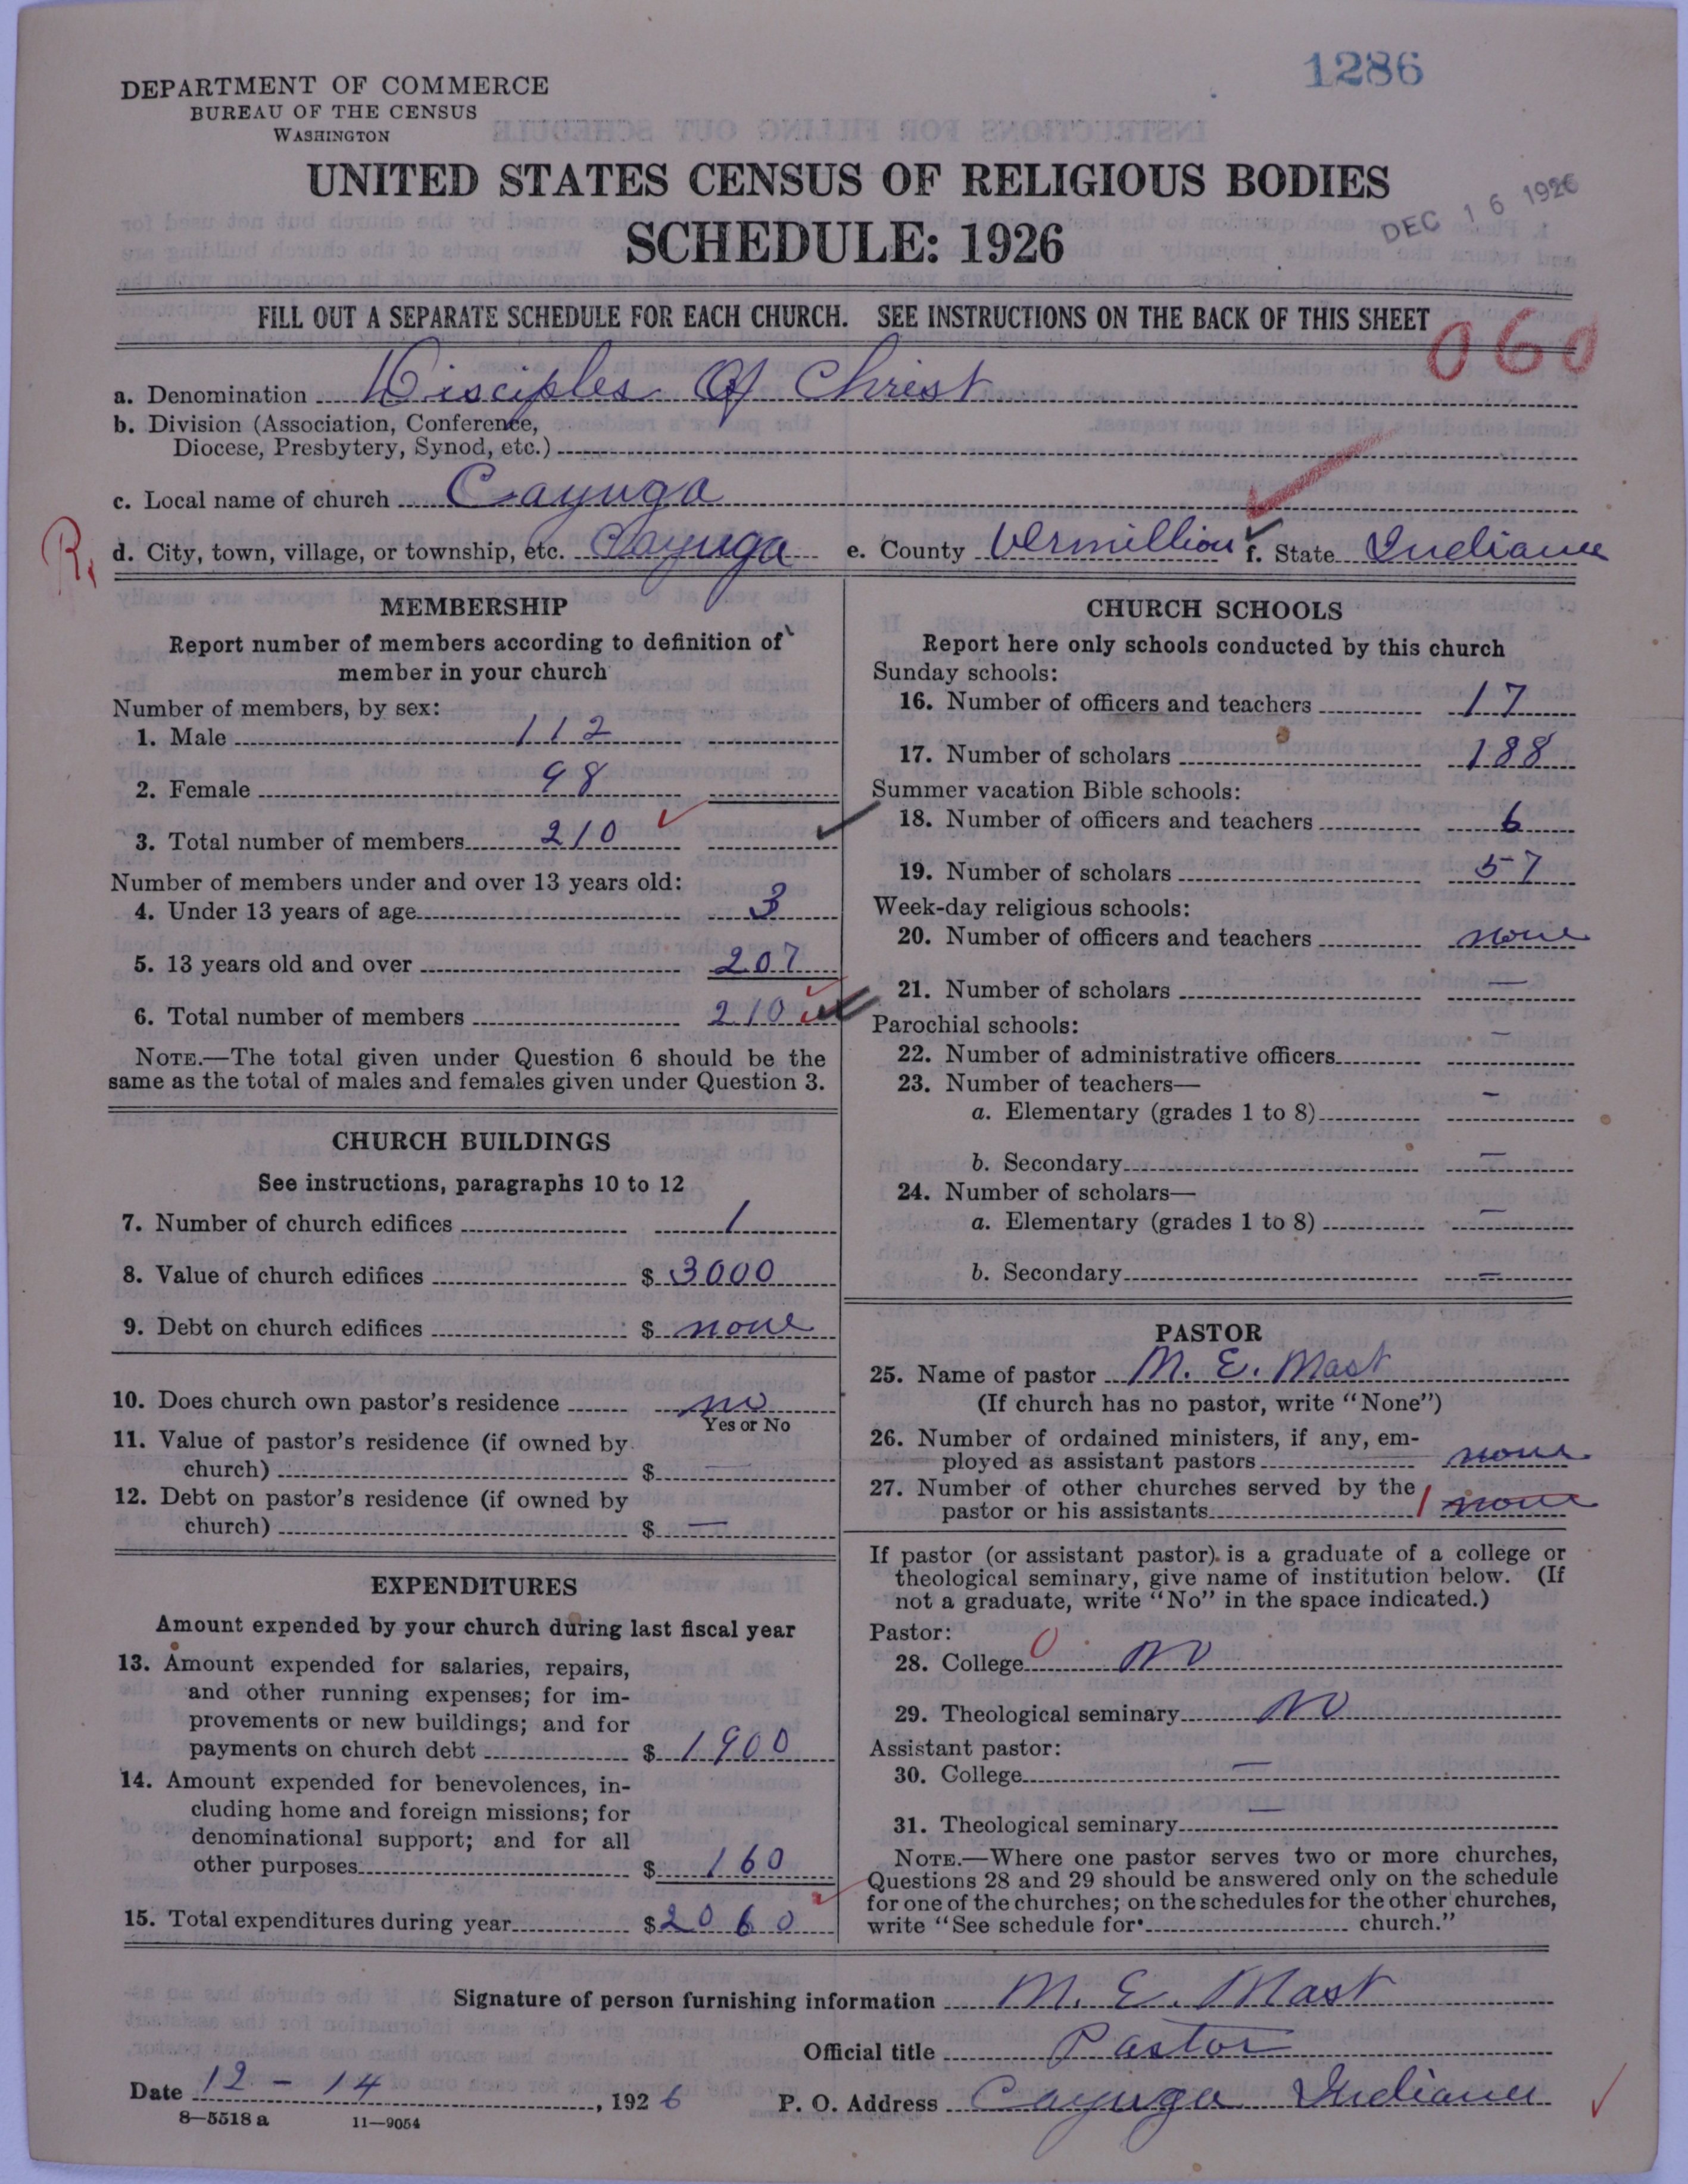 1286
DEPARTMENT OF COMMERCE
BUREAU OF THE CENSUS
WASHINGTON
UNITED STATES CENSUS OF RELIGIOUS BODIES
SCHEDULE: 1926
DEC 16 1926
FILL OUT A SEPARATE SCHEDULE FOR EACH CHURCH. SEE INSTRUCTIONS ON THE BACK OF THIS SHEET
060
a. Denomination Disciples Of Christ
b. Division (Association, Conference,
Diocese, Presbytery, Synod, etc.)
c. Local name of church Cayuga
R.
d. City, town, village, or township, etc. Cayuga e. County Vermillion f. State Indiana
MEMBERSHIP
Report number of members according to definition of
member in your church
Number of members, by sex:
1. Male 112
2. Female 98
3. Total number of members 210
Number of members under and over 13 years old:
4. Under 13 years of age 3
5. 13 years old and over 207
6. Total number of members 210
NOTE.—The total given under Question 6 should be the
same as the total of males and females given under Question 3.
CHURCH BUILDINGS
See instructions, paragraphs 10 to 12
7. Number of church edifices 1
8. Value of church edifices $ 3000
9. Debt on church edifices $ none
10. Does church own pastor's residence no
Yes or No
11. Value of pastor's residence (if owned by
church) $ —
12. Debt on pastor's residence (if owned by
church) $ —
EXPENDITURES
Amount expended by your church during last fiscal year
13. Amount expended for salaries, repairs,
and other running expenses; for im-
provements or new buildings; and for
payments on church debt $ 1900
14. Amount expended for benevolences, in-
cluding home and foreign missions; for
denominational support; and for all
other purposes $ 160
15. Total expenditures during year $ 2060
CHURCH SCHOOLS
Report here only schools conducted by this church
Sunday schools:
16. Number of officers and teachers 17
17. Number of scholars 188
Summer vacation Bible schools:
18. Number of officers and teachers 6
19. Number of scholars 57
Week-day religious schools:
20. Number of officers and teachers none
21. Number of scholars —
Parochial schools:
22. Number of administrative officers —
23. Number of teachers—
a. Elementary (grades 1 to 8) —
b. Secondary —
24. Number of scholars—
a. Elementary (grades 1 to 8) —
b. Secondary —
PASTOR
25. Name of pastor M. E. Mast
(If church has no pastor, write "None")
26. Number of ordained ministers, if any, em-
ployed as assistant pastors none
27. Number of other churches served by the
pastor or his assistants 1 none
If pastor (or assistant pastor) is a graduate of a college or
theological seminary, give name of institution below. (If
not a graduate, write "No" in the space indicated.)
Pastor:
28. College 0 no
29. Theological seminary no
Assistant pastor:
30. College —
31. Theological seminary —
NOTE.—Where one pastor serves two or more churches,
Questions 28 and 29 should be answered only on the schedule
for one of the churches; on the schedules for the other churches,
write "See schedule for church."
Signature of person furnishing information M. E. Mast
Official title Pastor
Date 12 - 14, 1926 P. O. Address Cayuga Indiana
8—5518 a 11—9054